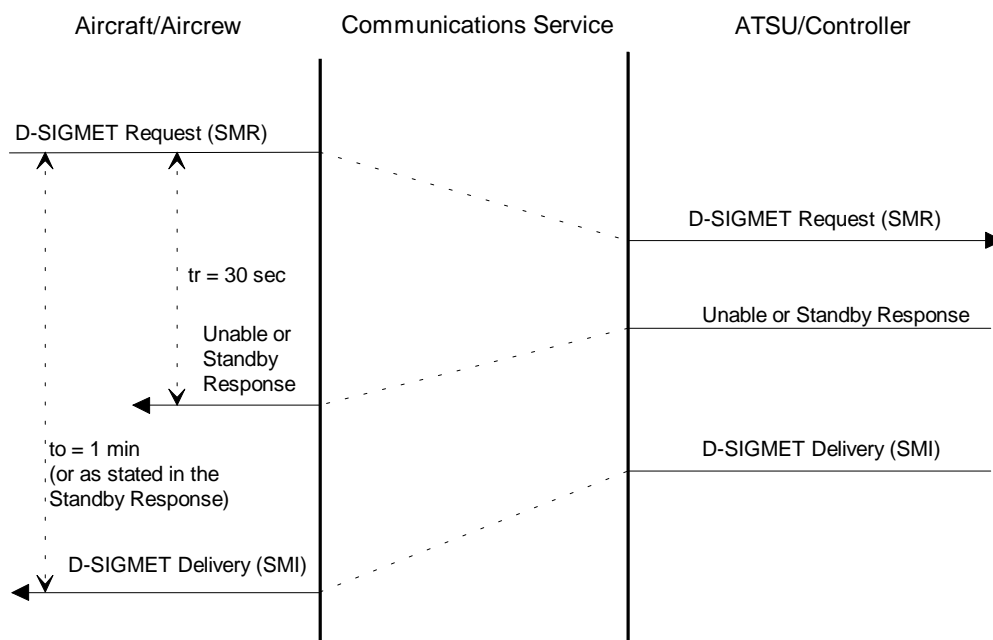 Aircraft/Aircrew
Communications Service
ATSU/Controller
D-SIGMET Request (SMR)
D-SIGMET Request (SMR)
tr = 30 sec
Unable or Standby Response
Unable or
Standby
Response
to = 1 min
(or as stated in the
Standby Response)
D-SIGMET Delivery (SMI)
D-SIGMET Delivery (SMI)